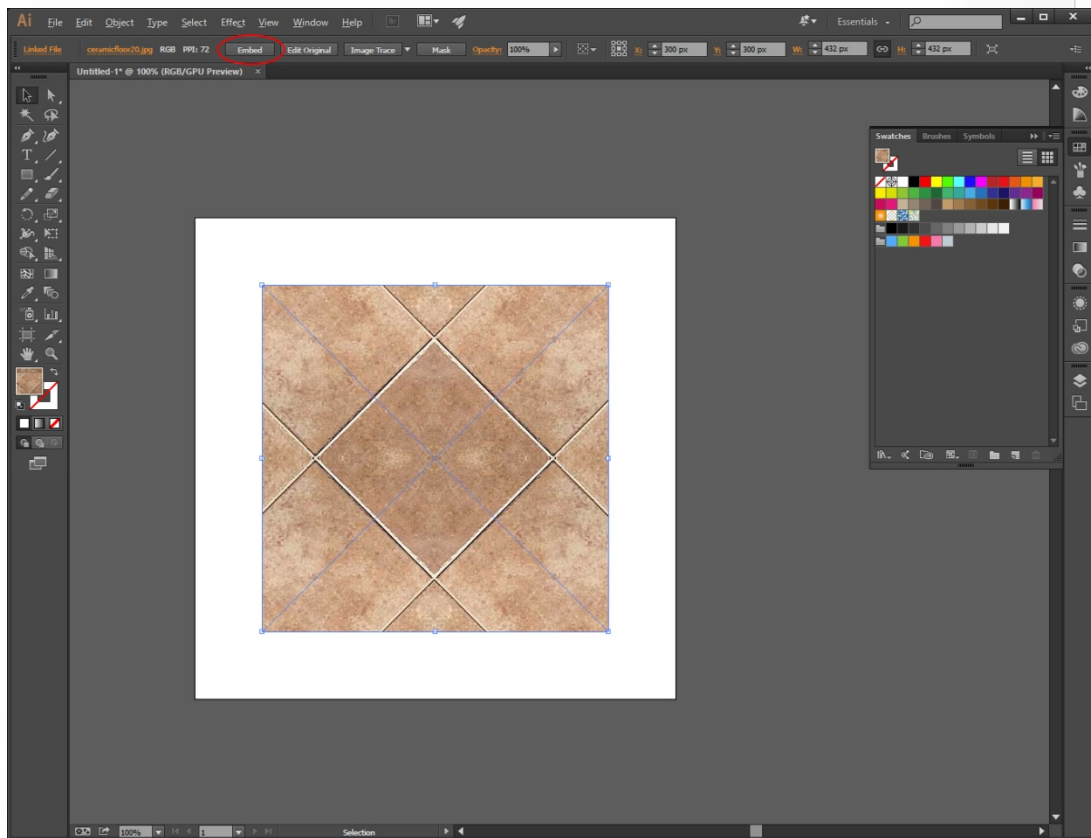 Ai File Edit Object Type Select Effect View Window Help Br Essentials
Linked File ceramicfloor20.jpg RGB PPI: 72 Embed Edit Original Image Trace Mask Opacity: 100% X: 300 px Y: 300 px W: 432 px H: 432 px
Untitled-1* @ 100% (RGB/GPU Preview) ×
Swatches Brushes Symbols
T
100% 1 Selection